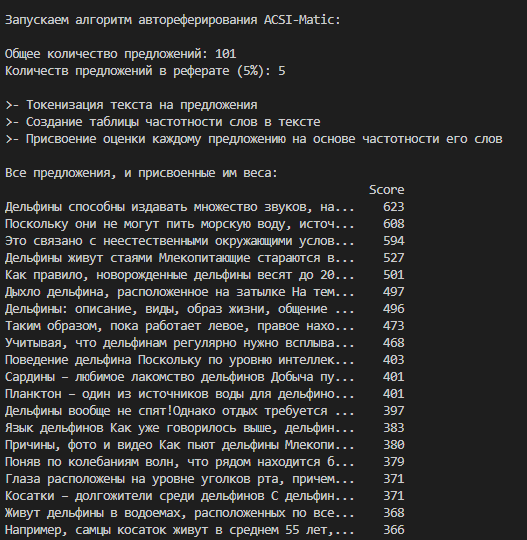 Запускаем алгоритм автореферирования ACSI-Matic:
Общее количество предложений: 101
Количеств предложений в реферате (5%): 5
>- Токенизация текста на предложения
>- Создание таблицы частотности слов в тексте
>- Присвоение оценки каждому предложению на основе частотности его слов
Все предложения, и присвоенные им веса:
Score
Дельфины способны издавать множество звуков, на... 623
Поскольку они не могут пить морскую воду, источ... 608
Это связано с неестественными окружающими услов... 594
Дельфины живут стаями Млекопитающие стараются в... 527
Как правило, новорожденные дельфины весят до 20... 501
Дыхло дельфина, расположенное на затылке На тем... 497
Дельфины: описание, виды, образ жизни, общение ... 496
Таким образом, пока работает левое, правое нахо... 473
Учитывая, что дельфинам регулярно нужно всплыва... 468
Поведение дельфина Поскольку по уровню интеллек... 403
Сардины – любимое лакомство дельфинов Добыча пу... 401
Планктон – один из источников воды для дельфино... 401
Дельфины вообще не спят!Однако отдых требуется ... 397
Язык дельфинов Как уже говорилось выше, дельфин... 383
Причины, фото и видео Как пьют дельфины Млекопи... 380
Поняв по колебаниям волн, что рядом находится б... 379
Глаза расположены на уровне уголков рта, причем... 371
Косатки – долгожители среди дельфинов С дельфин... 371
Живут дельфины в водоемах, расположенных по все... 368
Например, самцы косаток живут в среднем 55 лет,... 366